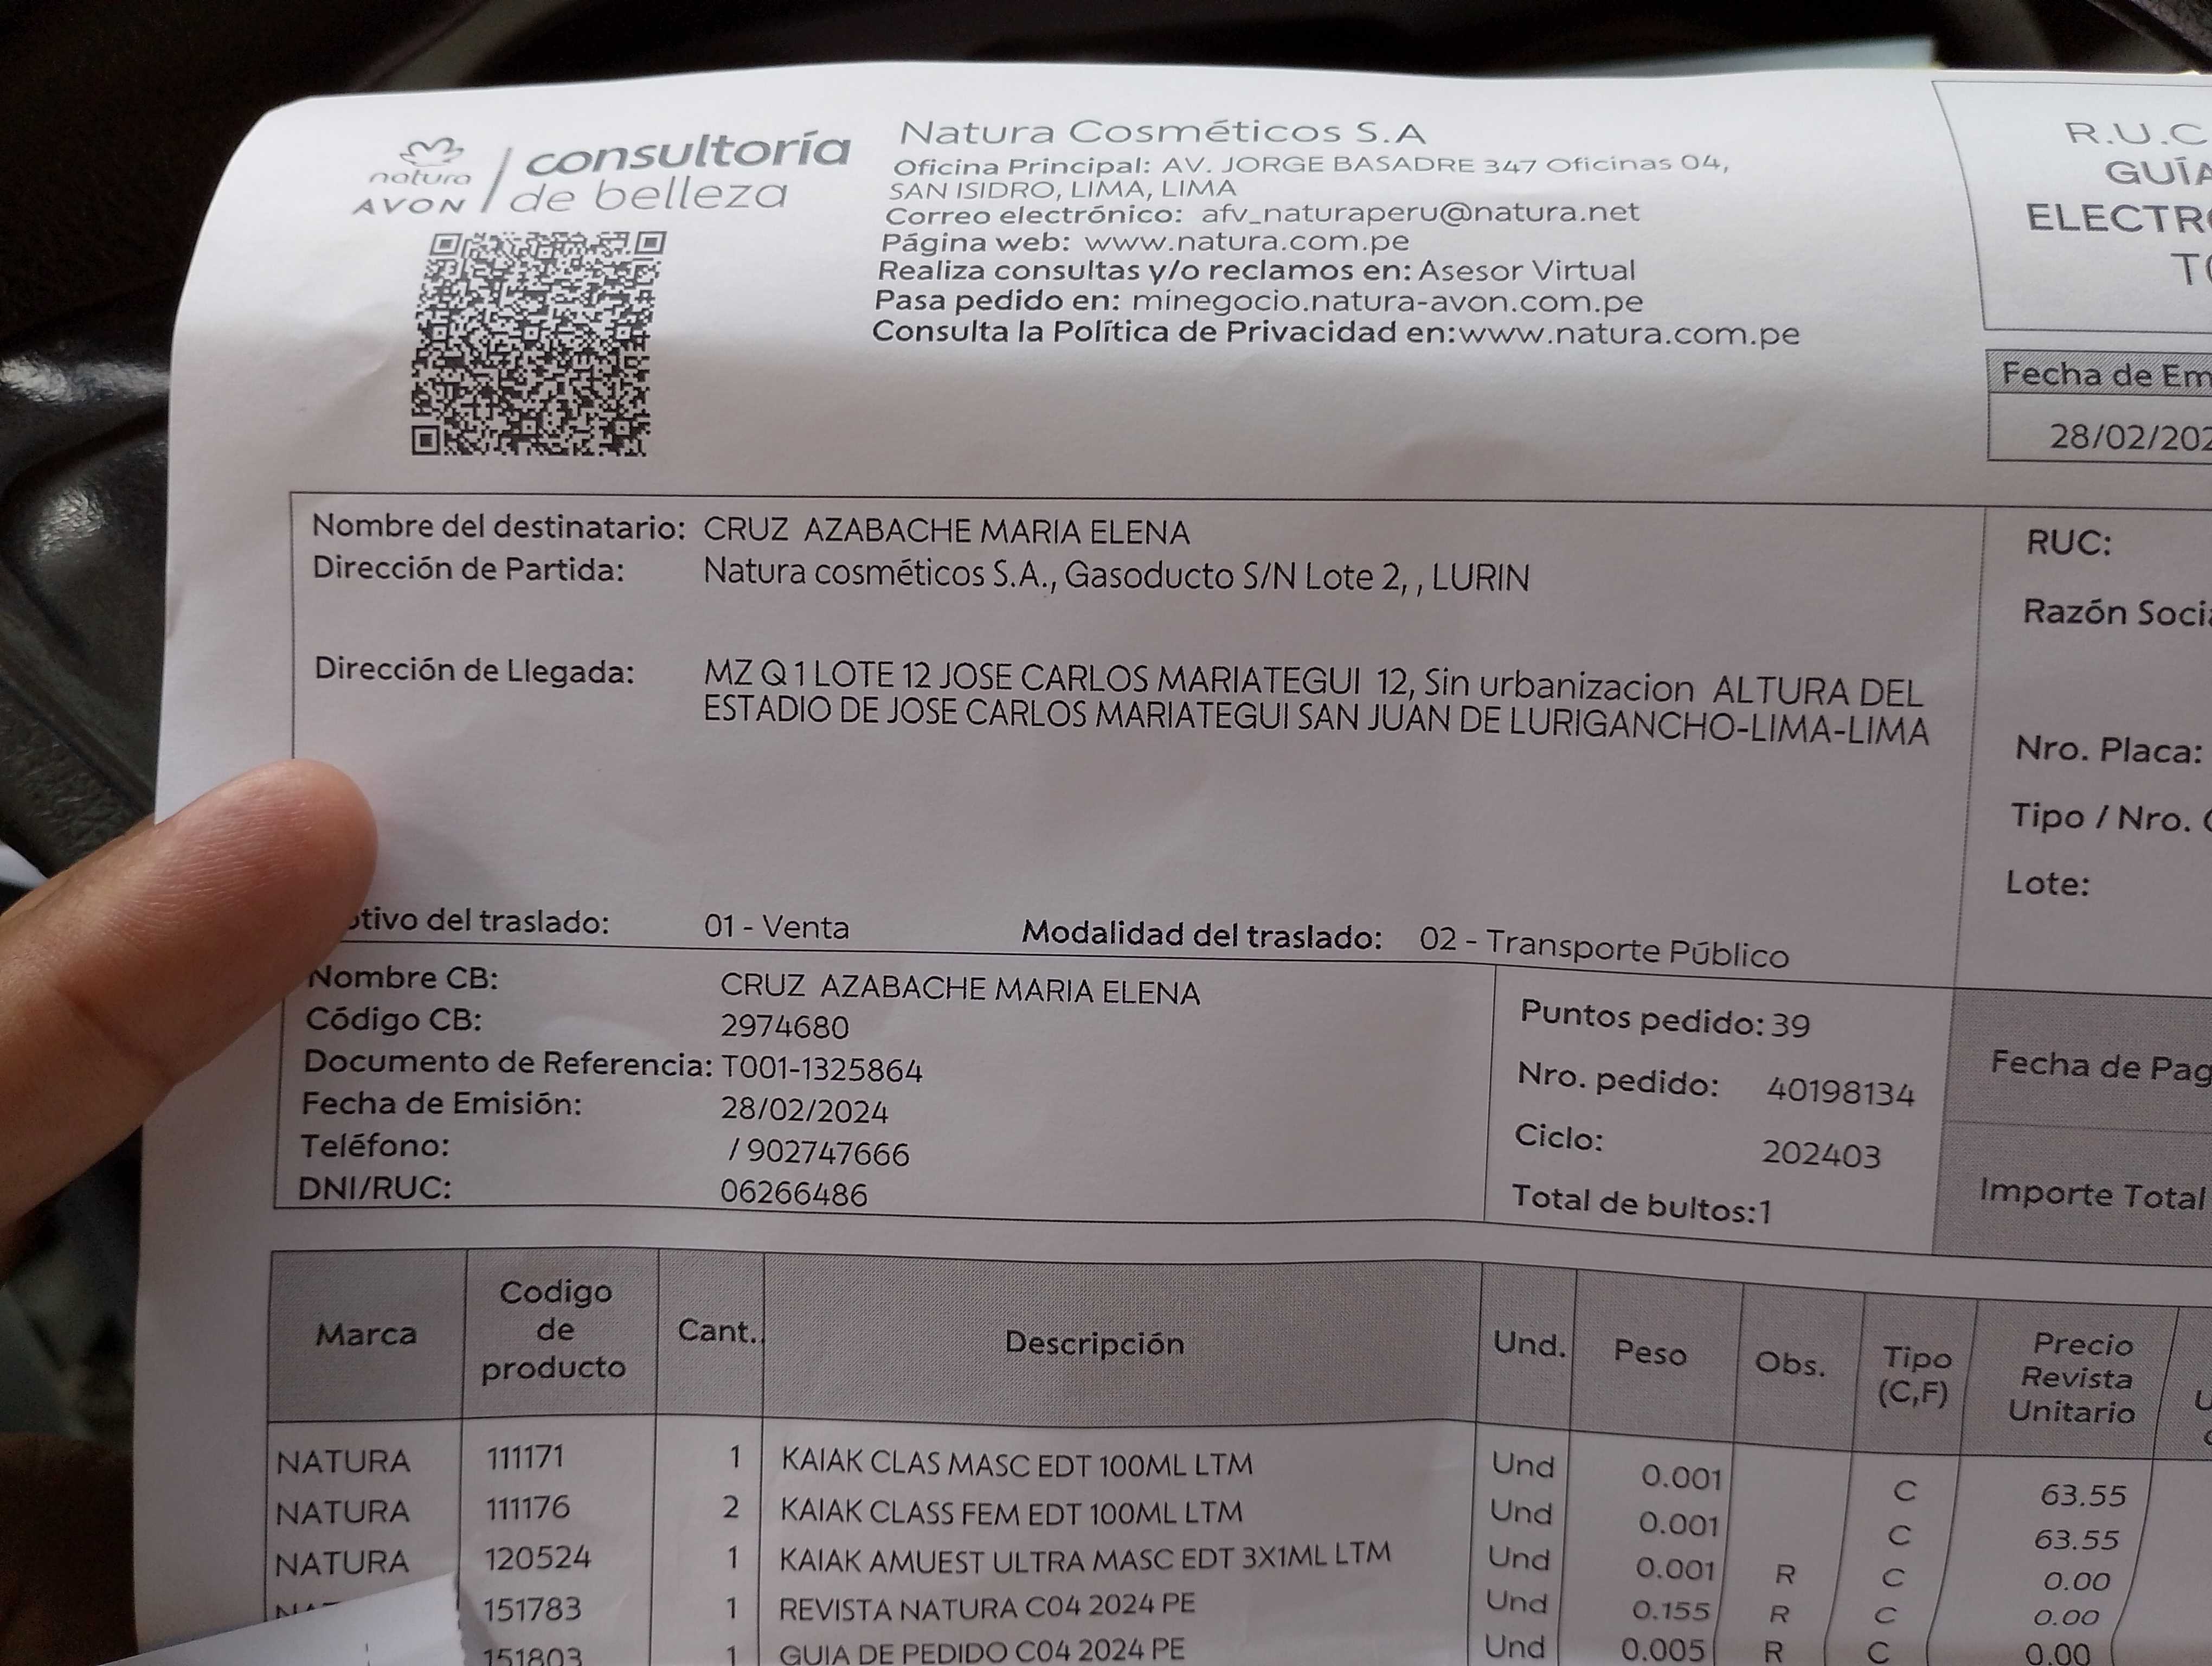 natura
AVON
consultoría
de belleza
Natura Cosméticos S.A
Oficina Principal: AV. JORGE BASADRE 347 Oficinas 04,
SAN ISIDRO, LIMA, LIMA
Correo electrónico: afv_naturaperu@natura.net
Página web: www.natura.com.pe
Realiza consultas y/o reclamos en: Asesor Virtual
Pasa pedido en: minegocio.natura-avon.com.pe
Consulta la Política de Privacidad en:www.natura.com.pe
R.U.C
GUÍA
ELECTR
T
Fecha de Em
28/02/202
Nombre del destinatario: CRUZ AZABACHE MARIA ELENA
Dirección de Partida: Natura cosméticos S.A., Gasoducto S/N Lote 2, , LURIN
Dirección de Llegada: MZ Q 1 LOTE 12 JOSE CARLOS MARIATEGUI 12, Sin urbanizacion ALTURA DEL
ESTADIO DE JOSE CARLOS MARIATEGUI SAN JUAN DE LURIGANCHO-LIMA-LIMA
tivo del traslado: 01 - Venta Modalidad del traslado: 02 - Transporte Público
RUC:
Razón Soci
Nro. Placa:
Tipo / Nro.
Lote:
Nombre CB: CRUZ AZABACHE MARIA ELENA
Código CB: 2974680
Documento de Referencia: T001-1325864
Fecha de Emisión: 28/02/2024
Teléfono: / 902747666
DNI/RUC: 06266486
Puntos pedido: 39
Nro. pedido: 40198134
Ciclo: 202403
Total de bultos:1
Fecha de Pag
Importe Total
Marca Codigo de producto Cant. Descripción Und. Peso Obs. Tipo (C,F) Precio Revista Unitario
NATURA 111171 1 KAIAK CLAS MASC EDT 100ML LTM Und 0.001 C 63.55
NATURA 111176 2 KAIAK CLASS FEM EDT 100ML LTM Und 0.001 C 63.55
NATURA 120524 1 KAIAK AMUEST ULTRA MASC EDT 3X1ML LTM Und 0.001 R C 0.00
151783 1 REVISTA NATURA C04 2024 PE Und 0.155 R C 0.00
151803 1 GUIA DE PEDIDO C04 2024 PE Und 0.005 R C 0.00